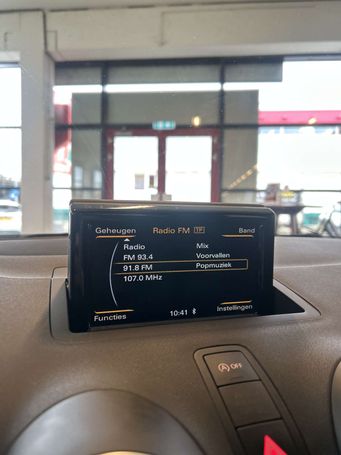 Geheugen Radio FM TP Band
Radio Mix
FM 93.4 Voorvallen
91.8 FM Popmuziek
107.0 MHz
Functies 10:41 Instellingen
A OFF